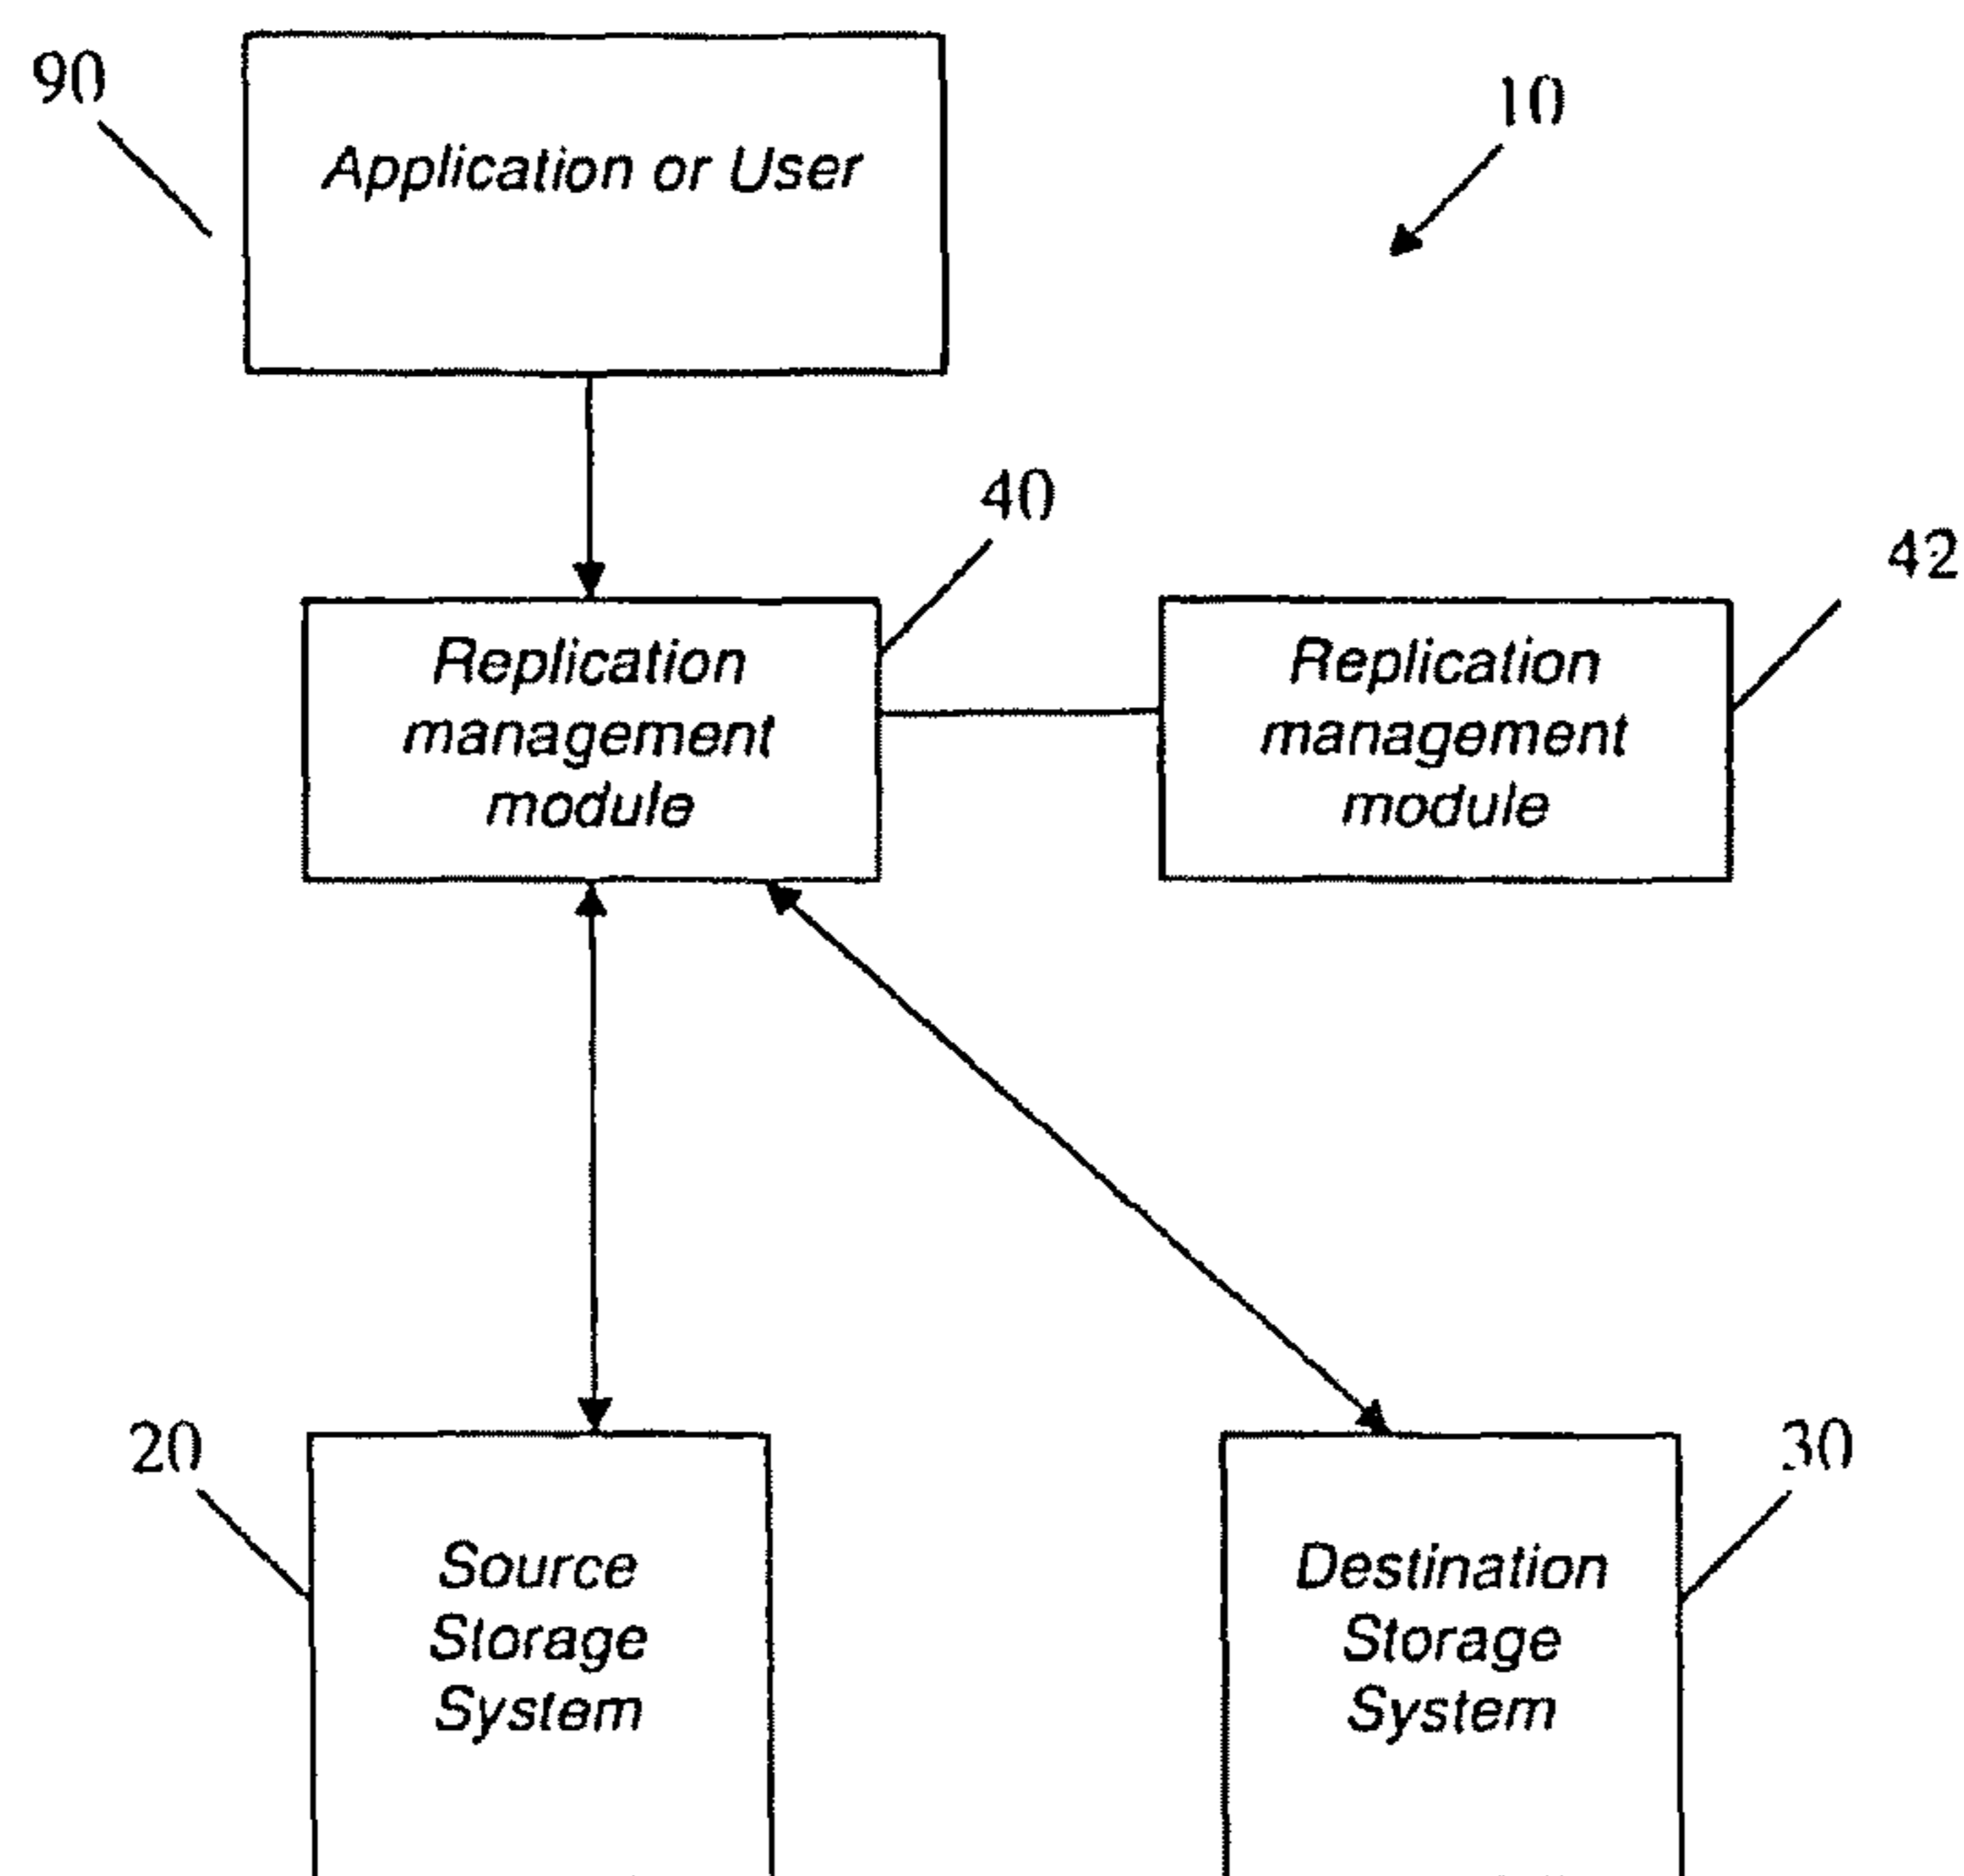 90
Application or User
10
40
42
Replication
management
module
Replication
management
module
20
30
Source
Storage
System
Destination
Storage
System